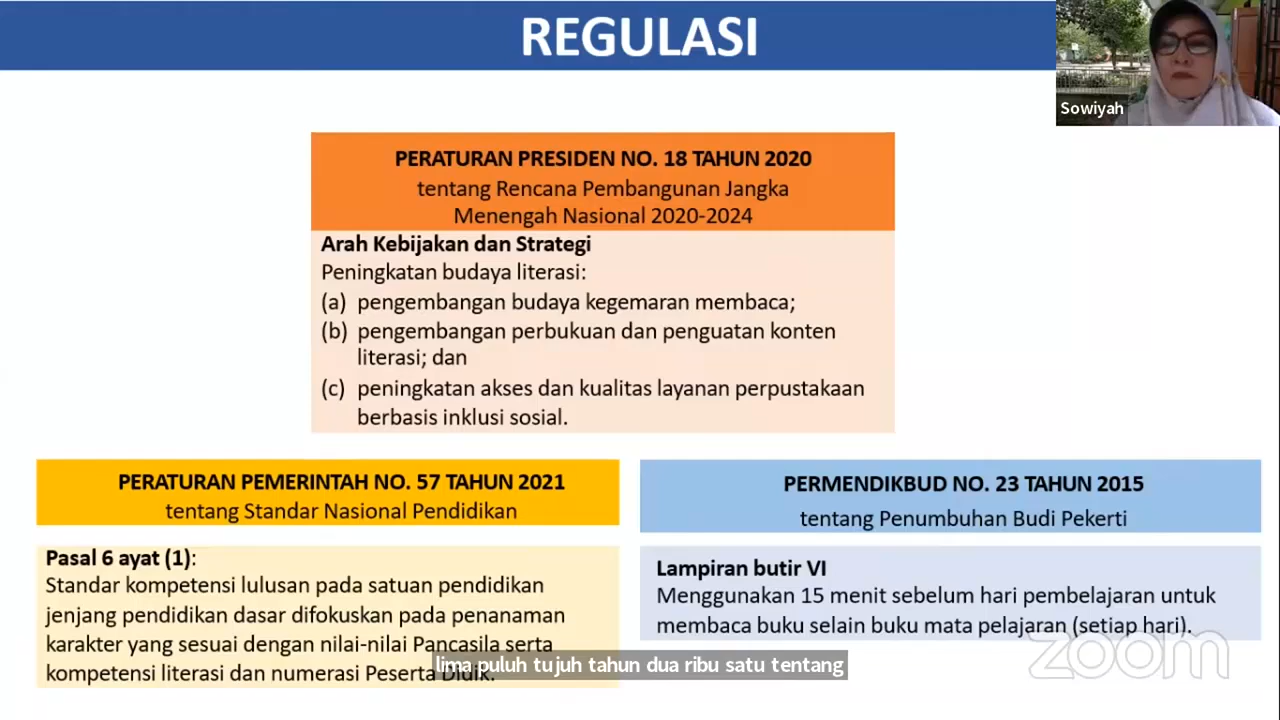 REGULASI
Sowiyah
PERATURAN PRESIDEN NO. 18 TAHUN 2020
tentang Rencana Pembangunan Jangka
Menengah Nasional 2020-2024
Arah Kebijakan dan Strategi
Peningkatan budaya literasi:
(a) pengembangan budaya kegemaran membaca;
(b) pengembangan perbukuan dan penguatan konten
literasi; dan
(c) peningkatan akses dan kualitas layanan perpustakaan
berbasis inklusi sosial.
PERATURAN PEMERINTAH NO. 57 TAHUN 2021
tentang Standar Nasional Pendidikan
Pasal 6 ayat (1):
Standar kompetensi lulusan pada satuan pendidikan
jenjang pendidikan dasar difokuskan pada penanaman
karakter yang sesuai dengan nilai-nilai Pancasila serta
kompetensi literasi dan numerasi Peserta Didik.
PERMENDIKBUD NO. 23 TAHUN 2015
tentang Penumbuhan Budi Pekerti
Lampiran butir VI
Menggunakan 15 menit sebelum hari pembelajaran untuk
membaca buku selain buku mata pelajaran (setiap hari).
lima puluh tujuh tahun dua ribu satu tentang
zoom